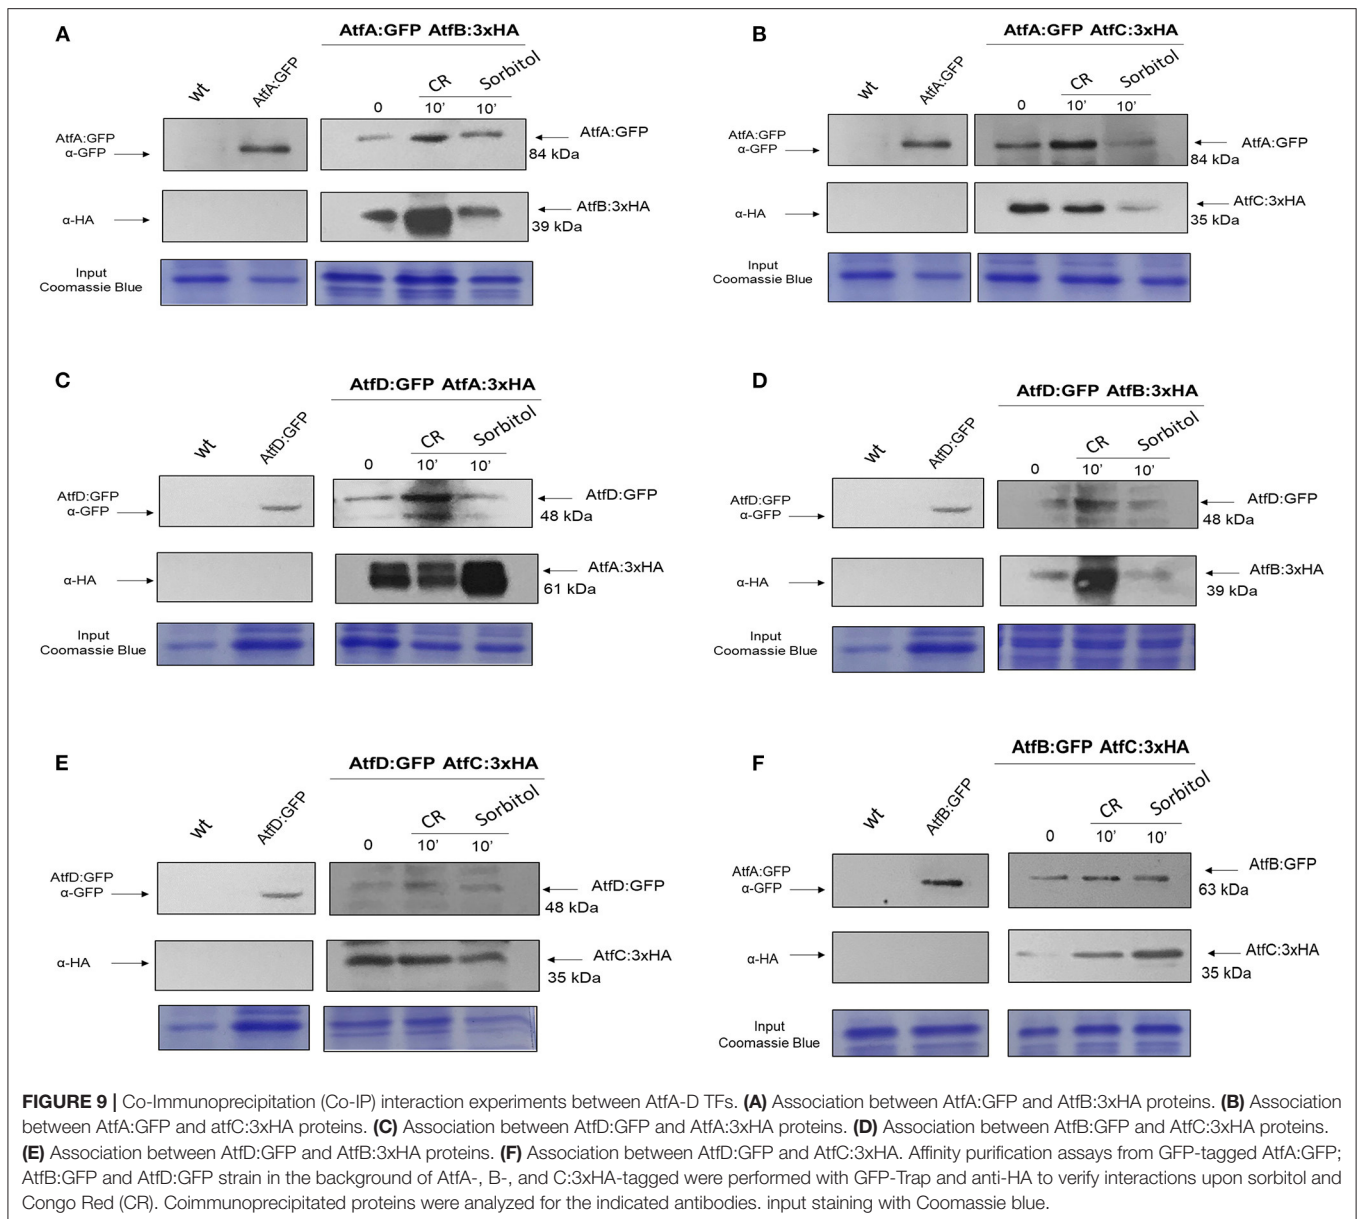 A
AtfA:GFP AtfB:3xHA
wt
AtfA:GFP
0
CR
10'
Sorbitol
10'
AtfA:GFP
α-GFP
AtfA:GFP
84 kDa
α-HA
AtfB:3xHA
39 kDa
Input
Coomassie Blue
B
AtfA:GFP AtfC:3xHA
wt
AtfA:GFP
0
CR
10'
Sorbitol
10'
AtfA:GFP
α-GFP
AtfA:GFP
84 kDa
α-HA
AtfC:3xHA
35 kDa
Input
Coomassie Blue
C
AtfD:GFP AtfA:3xHA
wt
AtfD:GFP
0
CR
10'
Sorbitol
10'
AtfD:GFP
α-GFP
AtfD:GFP
48 kDa
α-HA
AtfA:3xHA
61 kDa
Input
Coomassie Blue
D
AtfD:GFP AtfB:3xHA
wt
AtfD:GFP
0
CR
10'
Sorbitol
10'
AtfD:GFP
α-GFP
AtfD:GFP
48 kDa
α-HA
AtfB:3xHA
39 kDa
Input
Coomassie Blue
E
AtfD:GFP AtfC:3xHA
wt
AtfD:GFP
0
CR
10'
Sorbitol
10'
AtfD:GFP
α-GFP
AtfD:GFP
48 kDa
α-HA
AtfC:3xHA
35 kDa
F
AtfB:GFP AtfC:3xHA
wt
AtfB:GFP
0
CR
10'
Sorbitol
10'
AtfA:GFP
α-GFP
AtfB:GFP
63 kDa
α-HA
AtfC:3xHA
35 kDa
Input
Coomassie Blue
FIGURE 9 | Co-Immunoprecipitation (Co-IP) interaction experiments between AtfA-D TFs. (A) Association between AtfA:GFP and AtfB:3xHA proteins. (B) Association
between AtfA:GFP and atfC:3xHA proteins. (C) Association between AtfD:GFP and AtfA:3xHA proteins. (D) Association between AtfB:GFP and AtfC:3xHA proteins.
(E) Association between AtfD:GFP and AtfB:3xHA proteins. (F) Association between AtfD:GFP and AtfC:3xHA. Affinity purification assays from GFP-tagged AtfA:GFP;
AtfB:GFP and AtfD:GFP strain in the background of AtfA-, B-, and C:3xHA-tagged were performed with GFP-Trap and anti-HA to verify interactions upon sorbitol and
Congo Red (CR). Coimmunoprecipitated proteins were analyzed for the indicated antibodies. input staining with Coomassie blue.